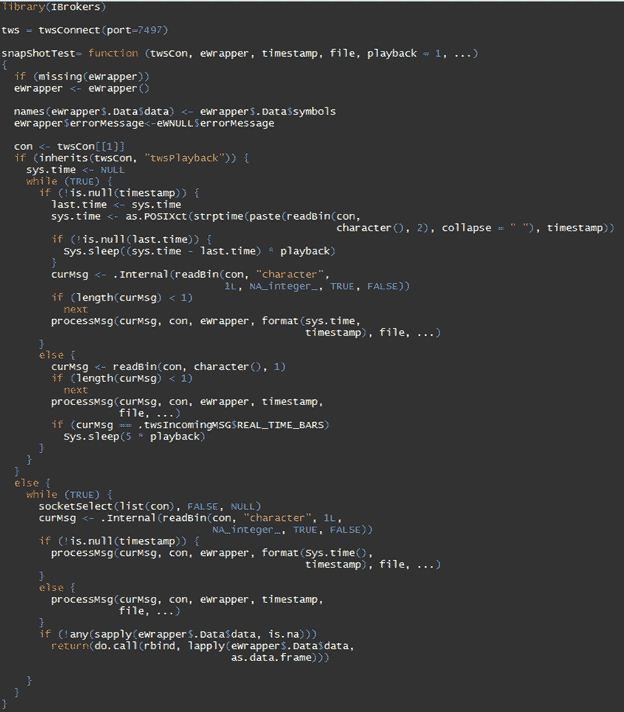 library(IBrokers)

tws = twsConnect(port=7497)

snapShotTest= function (twsCon, eWrapper, timestamp, file, playback = 1, ...)
{
  if (missing(eWrapper))
  eWrapper <- eWrapper()

  names(eWrapper$.Data$data) <- eWrapper$.Data$symbols
  eWrapper$errorMessage<-eWNULL$errorMessage

  con <- twsCon[[1]]
  if (inherits(twsCon, "twsPlayback")) {
    sys.time <- NULL
    while (TRUE) {
      if (!is.null(timestamp)) {
        last.time <- sys.time
        sys.time <- as.POSIXct(strptime(paste(readBin(con,
                                                      character(), 2), collapse = " "), timestamp))
        if (!is.null(last.time)) {
          Sys.sleep((sys.time - last.time) * playback)
        }
        curMsg <- .Internal(readBin(con, "character",
                                    1L, NA_integer_, TRUE, FALSE))
        if (length(curMsg) < 1)
          next
        processMsg(curMsg, con, eWrapper, format(sys.time,
                                                 timestamp), file, ...)
      }
      else {
        curMsg <- readBin(con, character(), 1)
        if (length(curMsg) < 1)
          next
        processMsg(curMsg, con, eWrapper, timestamp,
                   file, ...)
        if (curMsg == .twsIncomingMSG$REAL_TIME_BARS)
          Sys.sleep(5 * playback)
      }
    }
  }
  else {
    while (TRUE) {
      socketSelect(list(con), FALSE, NULL)
      curMsg <- .Internal(readBin(con, "character", 1L,
                                  NA_integer_, TRUE, FALSE))
      if (!is.null(timestamp)) {
        processMsg(curMsg, con, eWrapper, format(Sys.time(),
                                                 timestamp), file, ...)
      }
      else {
        processMsg(curMsg, con, eWrapper, timestamp,
                   file, ...)
      }
      if (!any(sapply(eWrapper$.Data$data, is.na)))
        return(do.call(rbind, lapply(eWrapper$.Data$data,
                                     as.data.frame)))

    }
  }
}